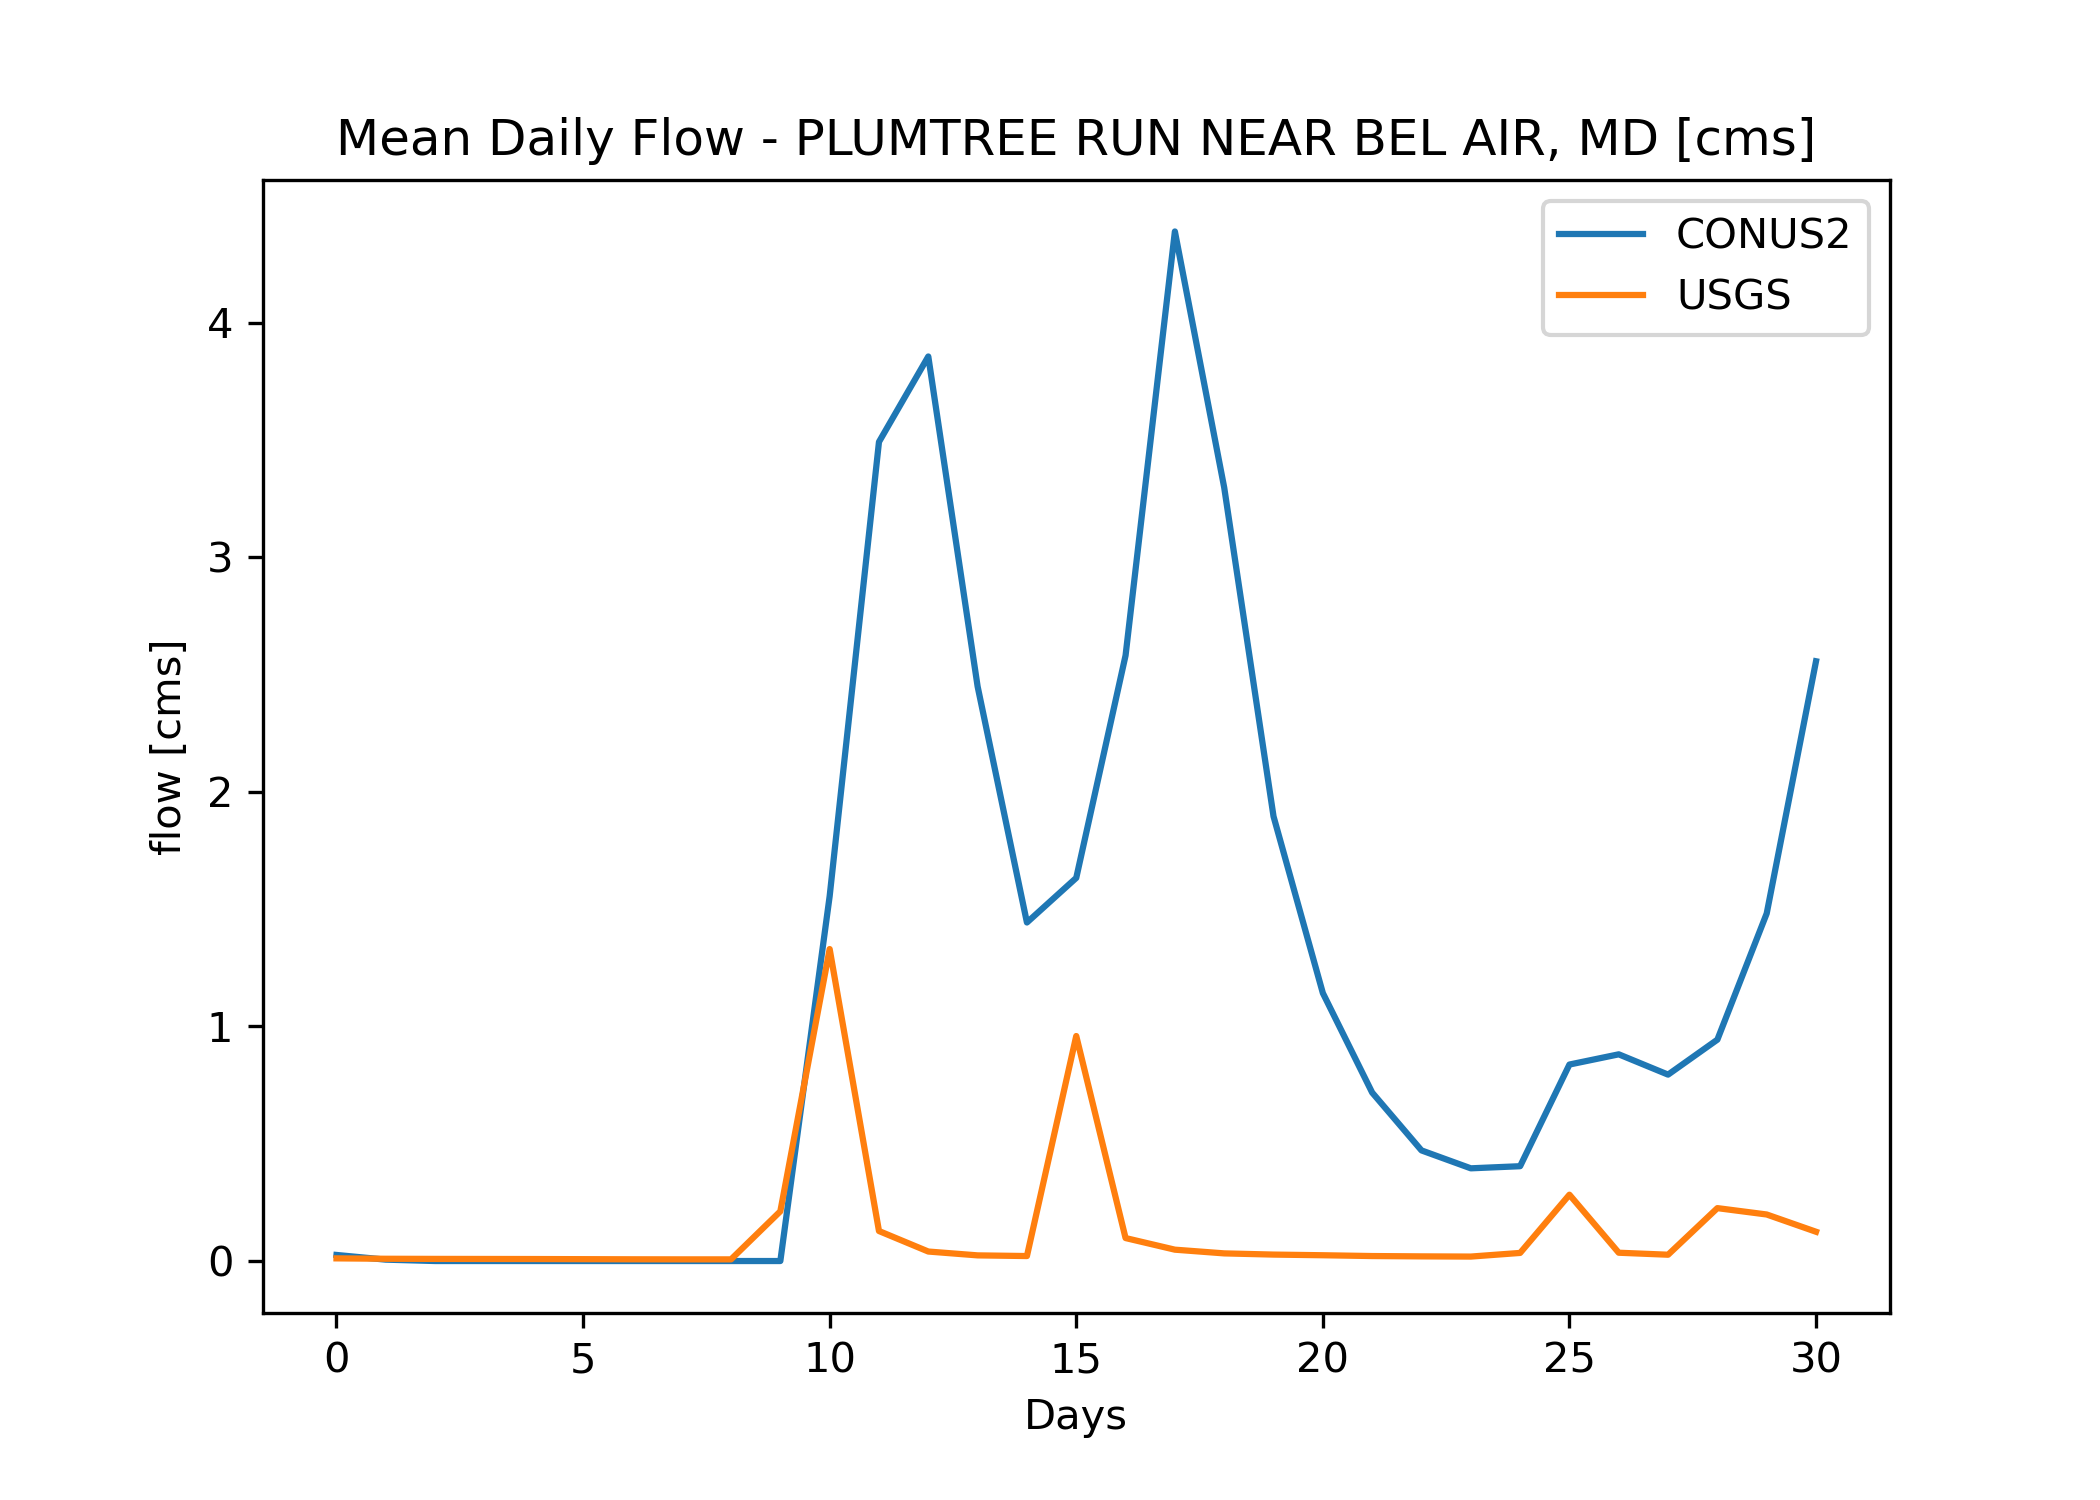 Mean Daily Flow - PLUMTREE RUN NEAR BEL AIR, MD [cms]
CONUS2
USGS
flow [cms]
4
3
2
1
0
0 5 10 15 20 25 30
Days